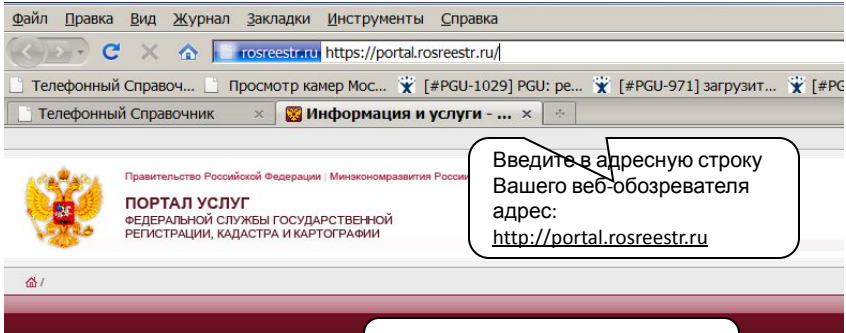 Файл Правка Вид Журнал Закладки Инструменты Справка
rosreestr.ru https://portal.rosreestr.ru/
Телефонный Справоч... Просмотр камер Мос... [#PGU-1029] PGU: ре... [#PGU-971] загрузит... [#PG
Телефонный Справочник × Информация и услуги - ... ×
Правительство Российской Федерации | Минэкономразвития России
ПОРТАЛ УСЛУГ
ФЕДЕРАЛЬНОЙ СЛУЖБЫ ГОСУДАРСТВЕННОЙ
РЕГИСТРАЦИИ, КАДАСТРА И КАРТОГРАФИИ
Введите в адресную строку
Вашего веб-обозревателя
адрес:
http://portal.rosreestr.ru
/